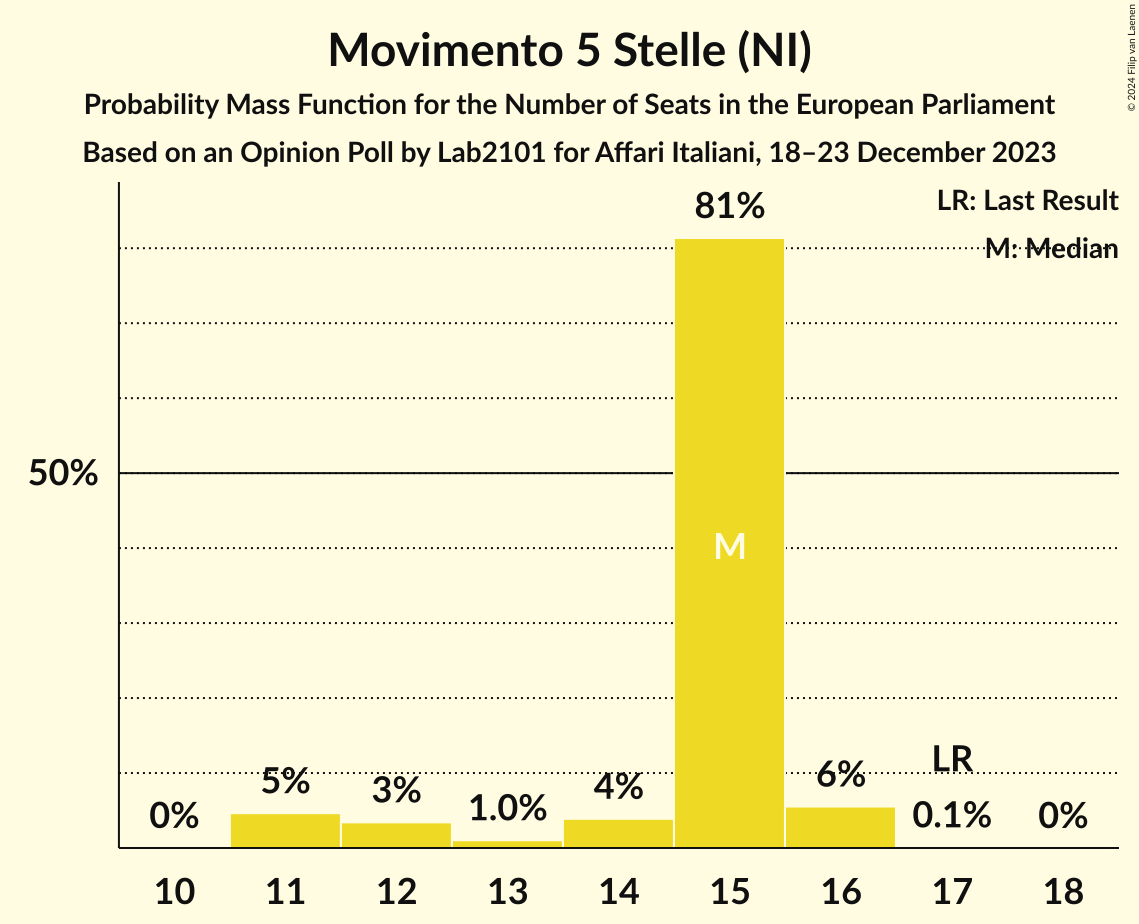 Movimento 5 Stelle (NI)
Probability Mass Function for the Number of Seats in the European Parliament
Based on an Opinion Poll by Lab2101 for Affari Italiani, 18–23 December 2023
© 2024 Filip van Laenen
LR: Last Result
M: Median
81%
50%
M
LR
0%
5%
3%
1.0%
4%
6%
0.1%
0%
10 11 12 13 14 15 16 17 18